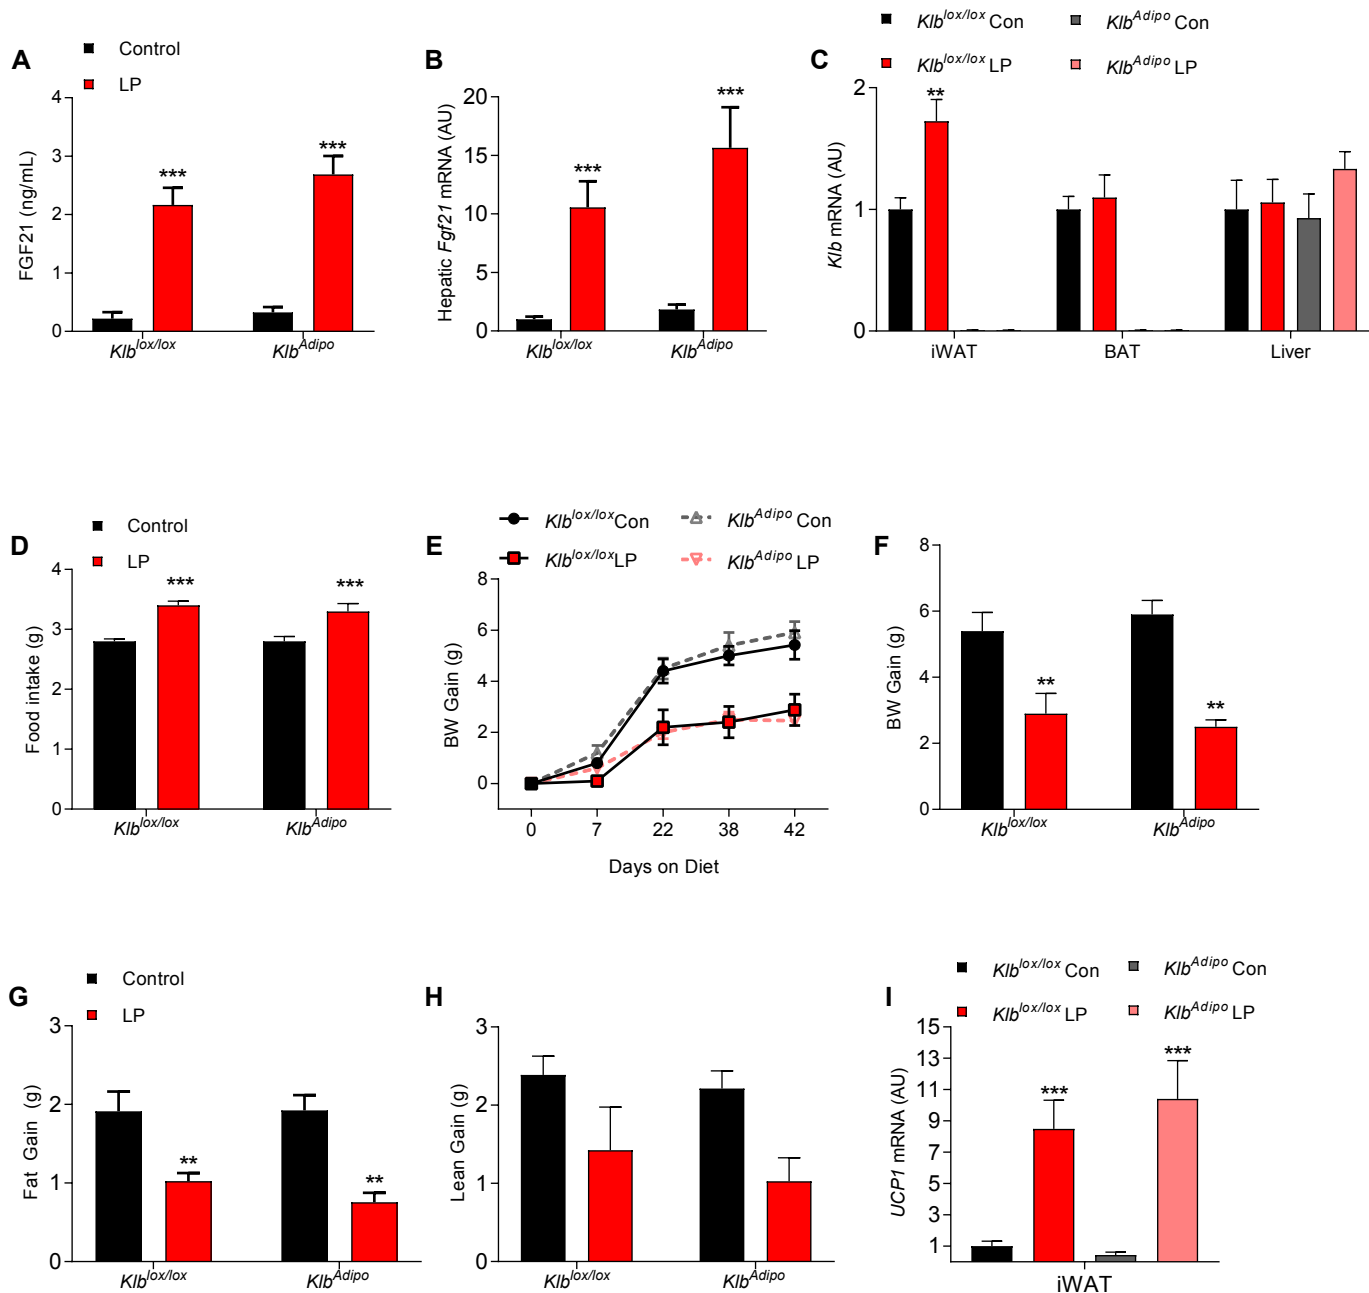 A
Control
LP
FGF21 (ng/mL)
4
3
2
1
0
***
***
Klb^lox/lox
Klb^Adipo
B
Hepatic Fgf21 mRNA (AU)
20
15
10
5
0
***
***
Klb^lox/lox
Klb^Adipo
C
Klb^lox/lox Con
Klb^Adipo Con
Klb^lox/lox LP
Klb^Adipo LP
Klb mRNA (AU)
2
1
0
**
iWAT
BAT
Liver
D
Control
LP
Food intake (g)
4
3
2
1
0
***
***
Klb^lox/lox
Klb^Adipo
E
Klb^lox/lox Con
Klb^Adipo Con
Klb^lox/lox LP
Klb^Adipo LP
BW Gain (g)
8
6
4
2
0
0
7
22
38
42
Days on Diet
F
BW Gain (g)
8
6
4
2
0
**
**
Klb^lox/lox
Klb^Adipo
G
Control
LP
Fat Gain (g)
3
2
1
0
**
**
Klb^lox/lox
Klb^Adipo
H
Lean Gain (g)
3
2
1
0
Klb^lox/lox
Klb^Adipo
I
Klb^lox/lox Con
Klb^Adipo Con
Klb^lox/lox LP
Klb^Adipo LP
UCP1 mRNA (AU)
15
13
11
9
7
5
3
1
***
***
iWAT